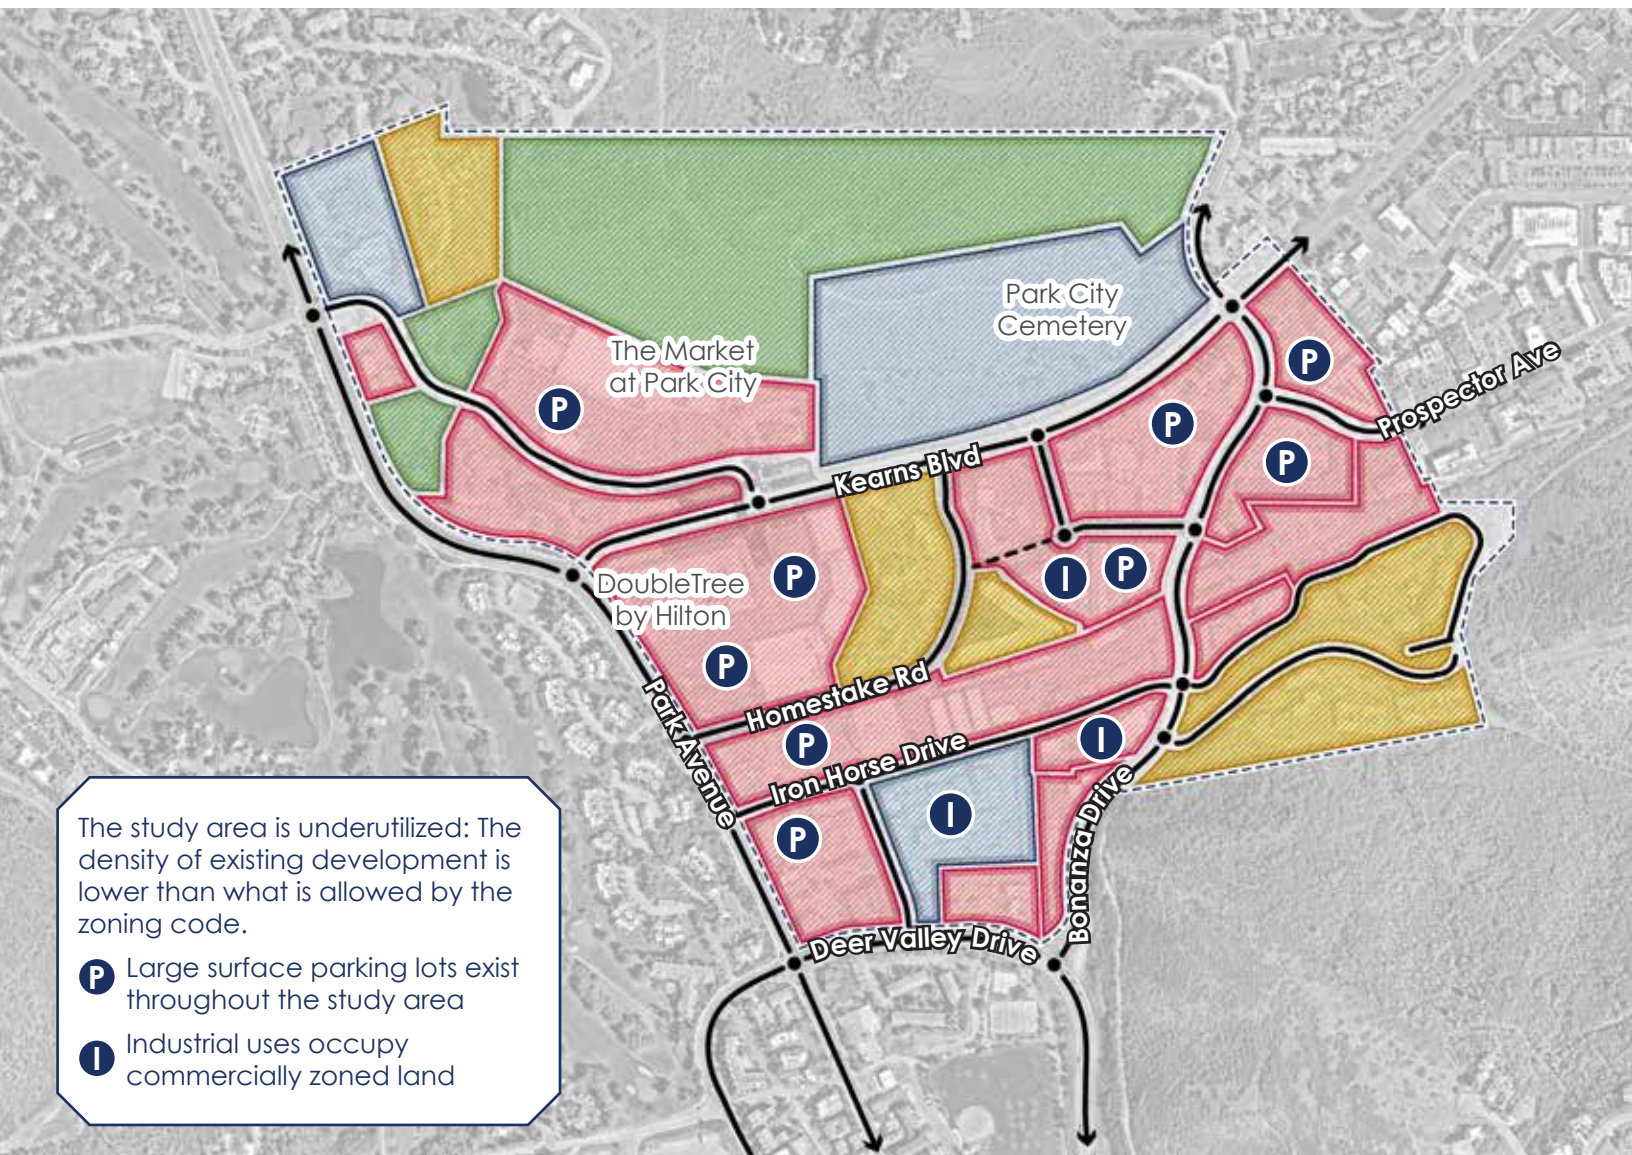 The Market
at Park City
P
Park City
Cemetery
P
P
Prospector Ave
P
Kearns Blvd
DoubleTree
by Hilton
P
I
P
P
Homestake Rd
Park Avenue
P
Iron Horse Drive
I
P
I
Bonanza Drive
Deer Valley Drive
The study area is underutilized: The
density of existing development is
lower than what is allowed by the
zoning code.
P Large surface parking lots exist
throughout the study area
I Industrial uses occupy
commercially zoned land